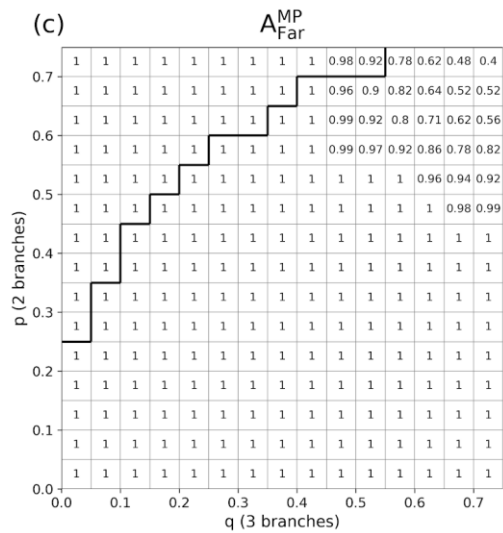 (c) A^MP_Far
1 1 1 1 1 1 1 1 1 0.98 0.92 0.78 0.62 0.48 0.4
0.7
1 1 1 1 1 1 1 1 1 0.96 0.9 0.82 0.64 0.52 0.52
1 1 1 1 1 1 1 1 1 0.99 0.92 0.8 0.71 0.62 0.56
0.6
1 1 1 1 1 1 1 1 1 0.99 0.97 0.92 0.86 0.78 0.82
1 1 1 1 1 1 1 1 1 1 1 1 0.96 0.94 0.92
0.5
1 1 1 1 1 1 1 1 1 1 1 1 1 0.98 0.99
1 1 1 1 1 1 1 1 1 1 1 1 1 1 1
0.4
1 1 1 1 1 1 1 1 1 1 1 1 1 1 1
1 1 1 1 1 1 1 1 1 1 1 1 1 1 1
0.3
1 1 1 1 1 1 1 1 1 1 1 1 1 1 1
1 1 1 1 1 1 1 1 1 1 1 1 1 1 1
0.2
1 1 1 1 1 1 1 1 1 1 1 1 1 1 1
1 1 1 1 1 1 1 1 1 1 1 1 1 1 1
0.1
1 1 1 1 1 1 1 1 1 1 1 1 1 1 1
1 1 1 1 1 1 1 1 1 1 1 1 1 1 1
0.0
p (2 branches)
0.0 0.1 0.2 0.3 0.4 0.5 0.6 0.7
q (3 branches)